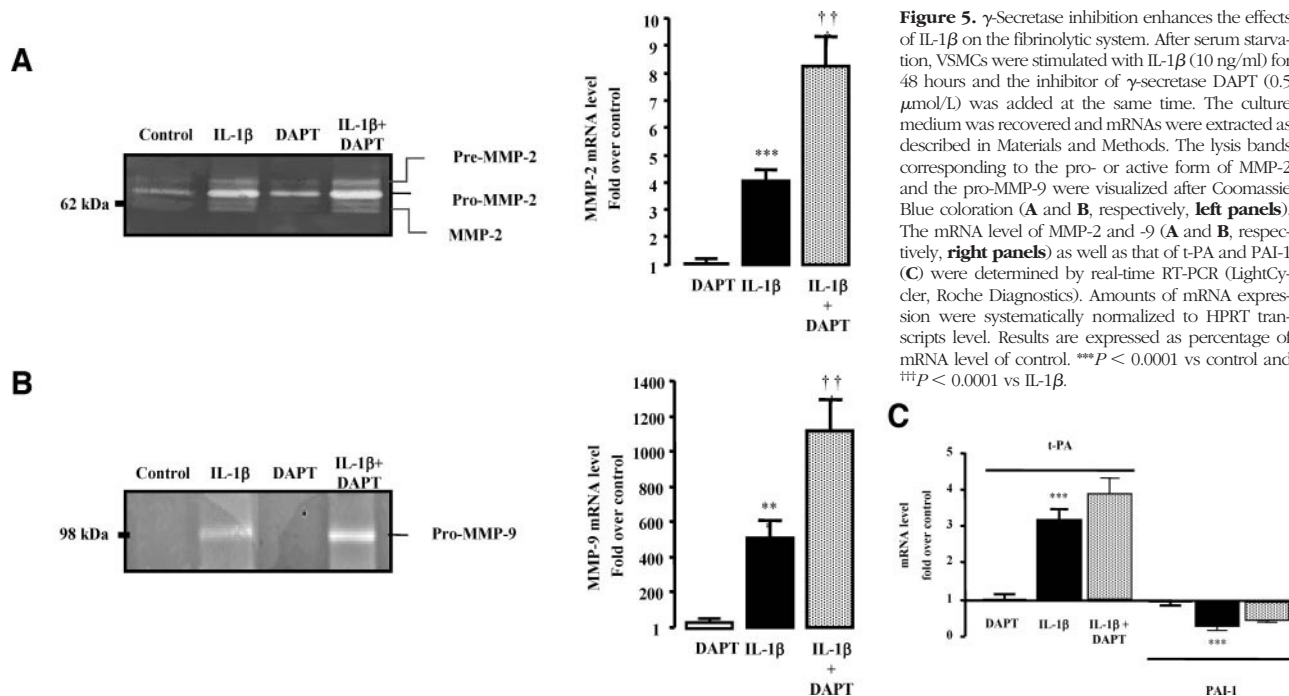 A
Control IL-1β DAPT IL-1β+
DAPT
62 kDa
Pre-MMP-2
Pro-MMP-2
MMP-2
MMP-2 mRNA level
Fold over control
10
9
8
7
6
5
4
3
2
1
***
† †
DAPT IL-1β IL-1β
+
DAPT
Figure 5. γ-Secretase inhibition enhances the effects
of IL-1β on the fibrinolytic system. After serum starva-
tion, VSMCs were stimulated with IL-1β (10 ng/ml) for
48 hours and the inhibitor of γ-secretase DAPT (0.5
μmol/L) was added at the same time. The culture
medium was recovered and mRNAs were extracted as
described in Materials and Methods. The lysis bands
corresponding to the pro- or active form of MMP-2
and the pro-MMP-9 were visualized after Coomassie
Blue coloration (A and B, respectively, left panels).
The mRNA level of MMP-2 and -9 (A and B, respec-
tively, right panels) as well as that of t-PA and PAI-1
(C) were determined by real-time RT-PCR (LightCy-
cler, Roche Diagnostics). Amounts of mRNA expres-
sion were systematically normalized to HPRT tran-
scripts level. Results are expressed as percentage of
mRNA level of control. ***P < 0.0001 vs control and
†††P < 0.0001 vs IL-1β.
B
Control IL-1β DAPT IL-1β+
DAPT
98 kDa
Pro-MMP-9
MMP-9 mRNA level
Fold over control
1400
1200
1000
800
600
400
200
1
**
† †
DAPT IL-1β IL-1β
+
DAPT
C
t-PA
mRNA level
fold over control
5
4
3
2
1
0
***
DAPT IL-1β IL-1β +
DAPT
***
PAI-1